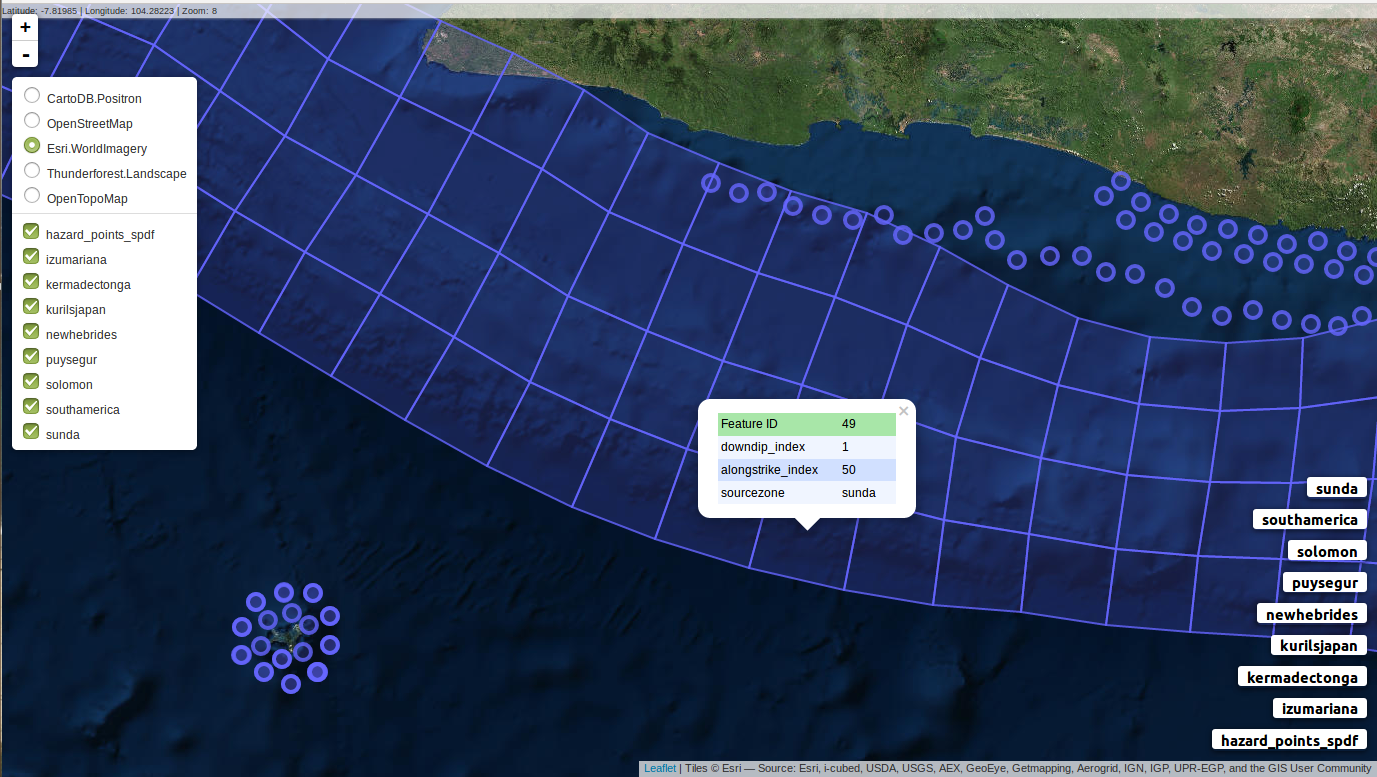 Latitude: -7.81985 | Longitude: 104.28223 | Zoom: 8
+
-
CartoDB.Positron
OpenStreetMap
Esri.WorldImagery
Thunderforest.Landscape
OpenTopoMap
hazard_points_spdf
izumariana
kermadectonga
kurilsjapan
newhebrides
puysegur
solomon
southamerica
sunda
×
Feature ID 49
downdip_index 1
alongstrike_index 50
sourcezone sunda
sunda
southamerica
solomon
puysegur
newhebrides
kurilsjapan
kermadectonga
izumariana
hazard_points_spdf
Leaflet | Tiles © Esri — Source: Esri, i-cubed, USDA, USGS, AEX, GeoEye, Getmapping, Aerogrid, IGN, IGP, UPR-EGP, and the GIS User Community